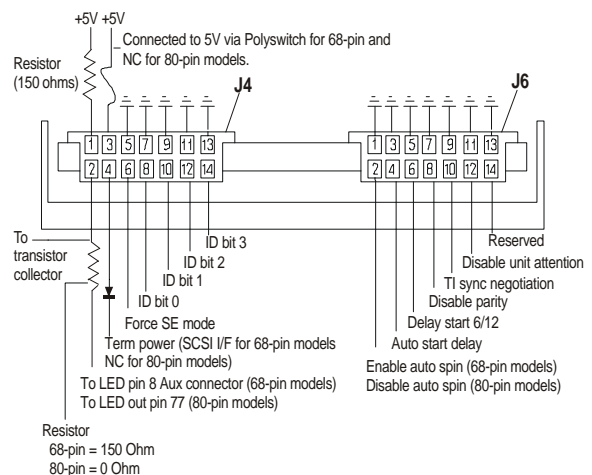 +5V +5V
Connected to 5V via Polyswitch for 68-pin and
NC for 80-pin models.
Resistor
(150 ohms)
J4
J6
1 3 5 7 9 11 13
2 4 6 8 10 12 14
1 3 5 7 9 11 13
2 4 6 8 10 12 14
To
transistor
collector
ID bit 3
ID bit 2
ID bit 1
ID bit 0
Force SE mode
Term power (SCSI I/F for 68-pin models
NC for 80-pin models)
To LED pin 8 Aux connector (68-pin models)
To LED out pin 77 (80-pin models)
Resistor
68-pin = 150 Ohm
80-pin = 0 Ohm
Reserved
Disable unit attention
TI sync negotiation
Disable parity
Delay start 6/12
Auto start delay
Enable auto spin (68-pin models)
Disable auto spin (80-pin models)